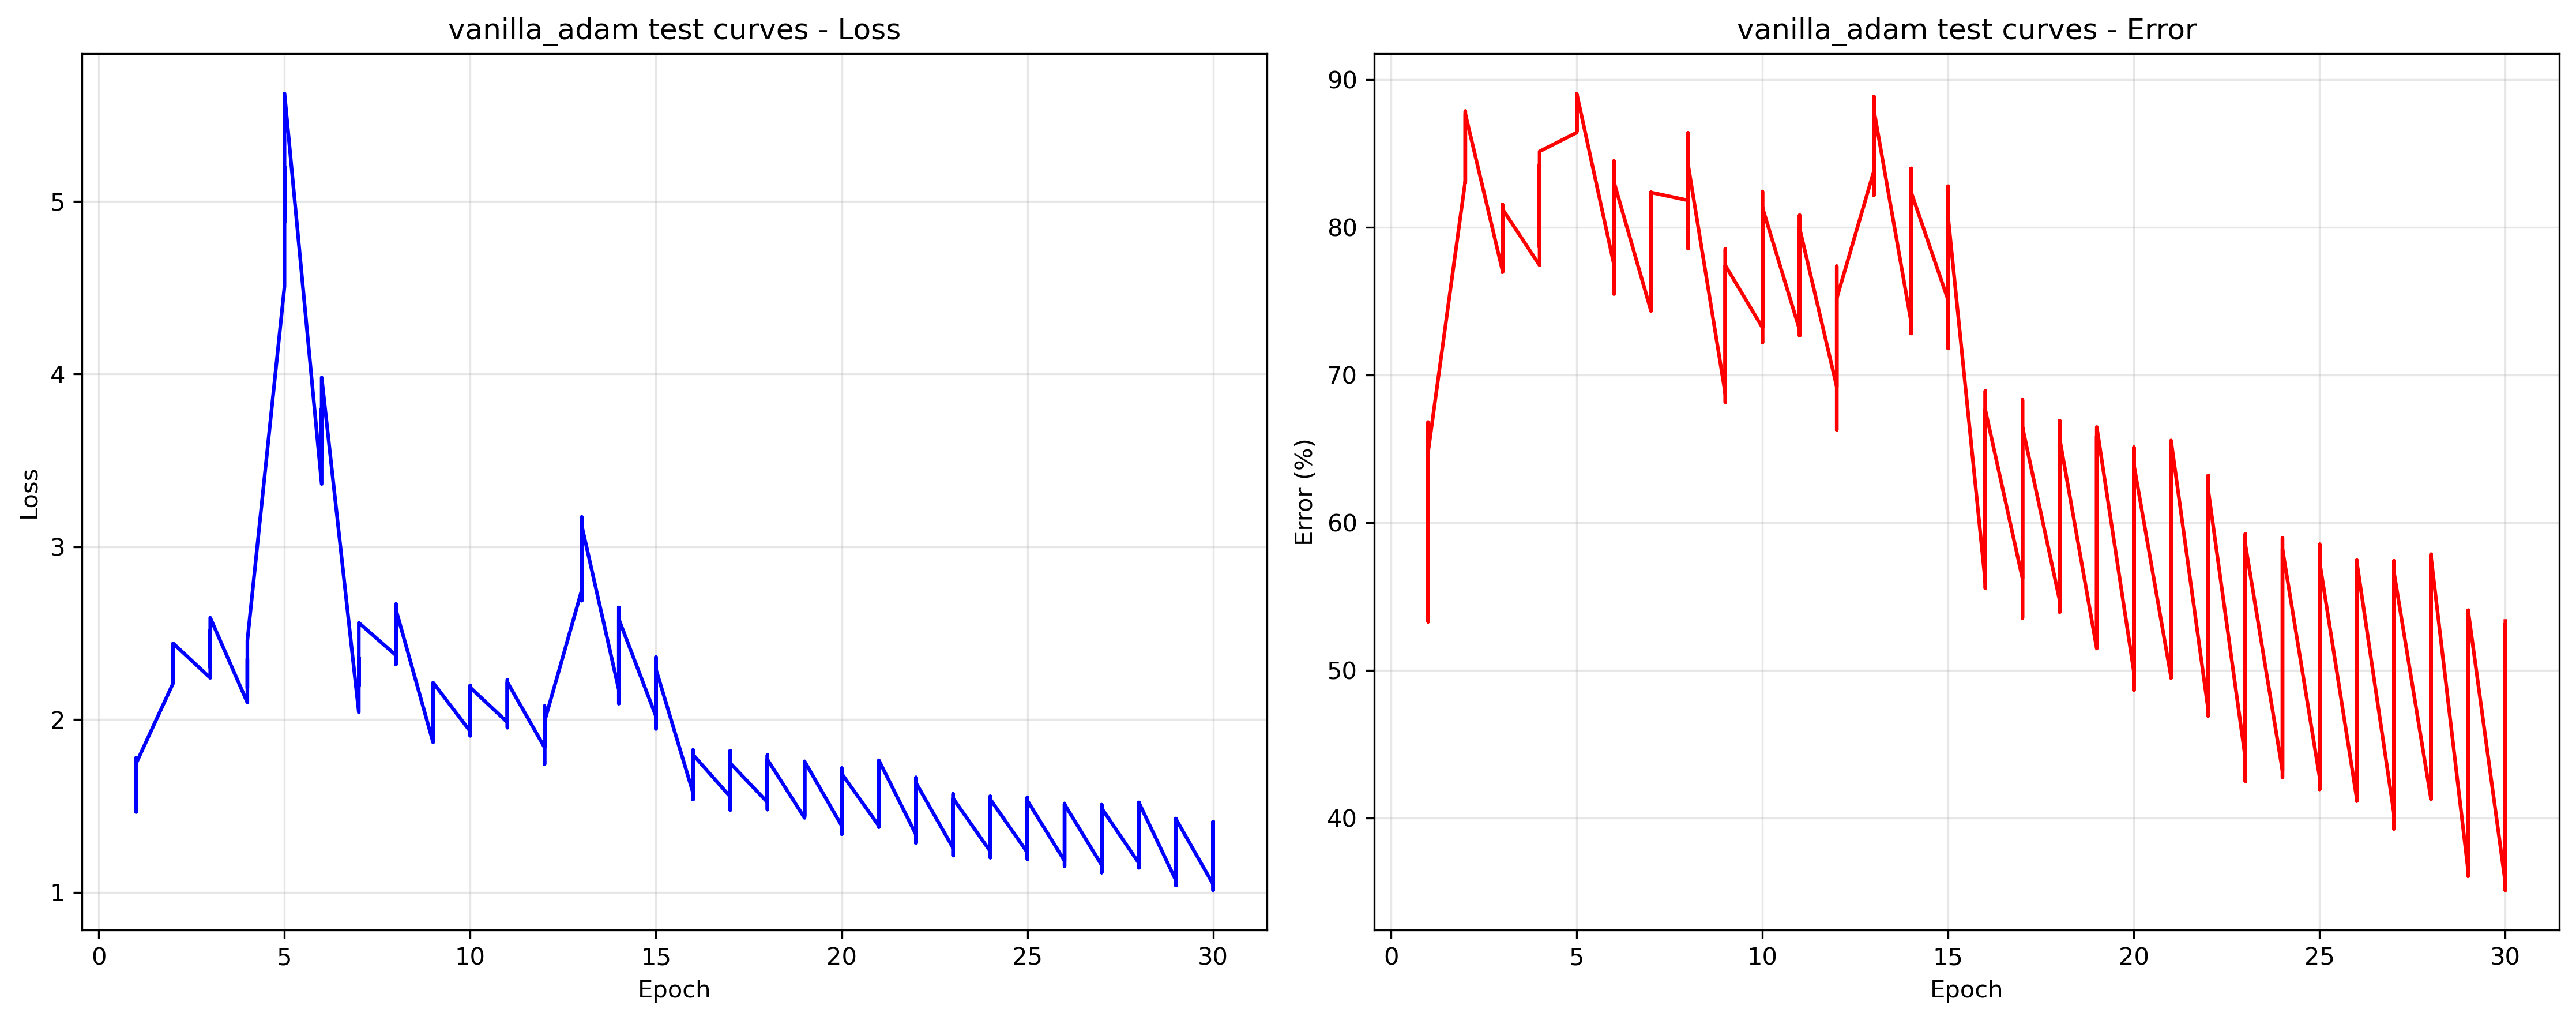 vanilla_adam test curves - Loss
Loss
5
4
3
2
1
0 5 10 15 20 25 30
Epoch
vanilla_adam test curves - Error
Error (%)
90
80
70
60
50
40
0 5 10 15 20 25 30
Epoch